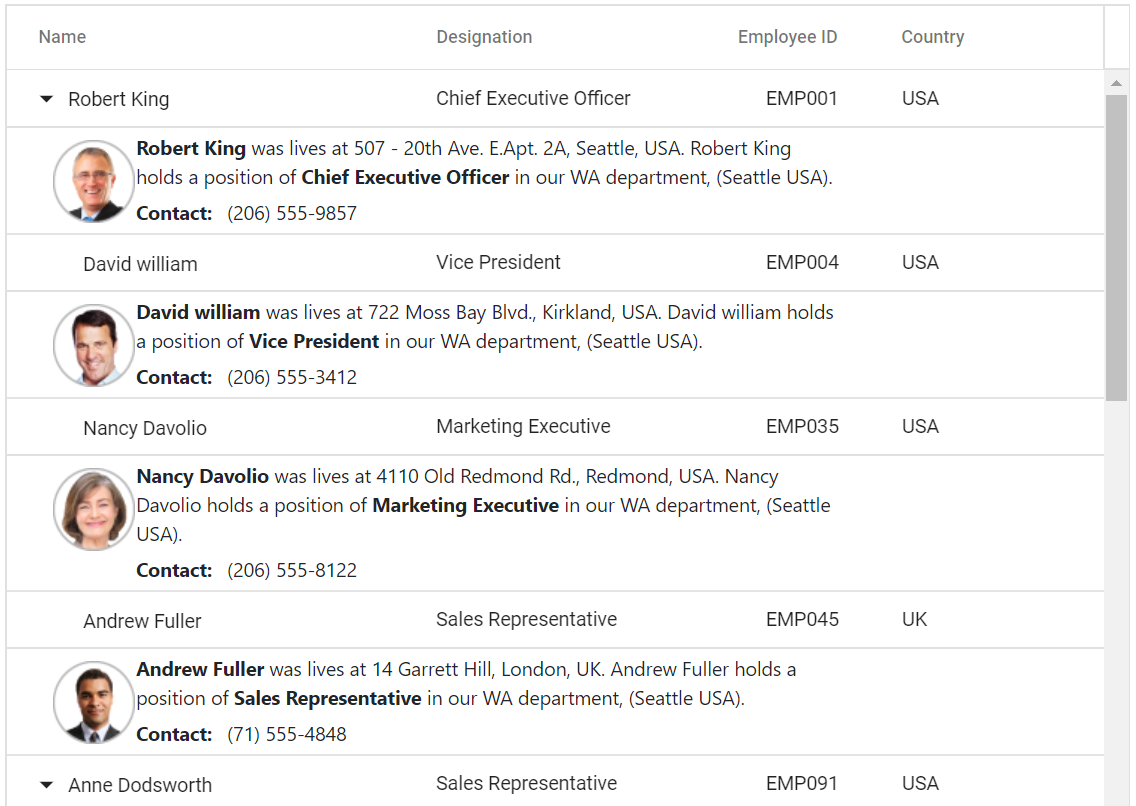 Name Designation Employee ID Country
Robert King Chief Executive Officer EMP001 USA
Robert King was lives at 507 - 20th Ave. E.Apt. 2A, Seattle, USA. Robert King
holds a position of Chief Executive Officer in our WA department, (Seattle USA).
Contact: (206) 555-9857
David william Vice President EMP004 USA
David william was lives at 722 Moss Bay Blvd., Kirkland, USA. David william holds
a position of Vice President in our WA department, (Seattle USA).
Contact: (206) 555-3412
Nancy Davolio Marketing Executive EMP035 USA
Nancy Davolio was lives at 4110 Old Redmond Rd., Redmond, USA. Nancy
Davolio holds a position of Marketing Executive in our WA department, (Seattle
USA).
Contact: (206) 555-8122
Andrew Fuller Sales Representative EMP045 UK
Andrew Fuller was lives at 14 Garrett Hill, London, UK. Andrew Fuller holds a
position of Sales Representative in our WA department, (Seattle USA).
Contact: (71) 555-4848
Anne Dodsworth Sales Representative EMP091 USA